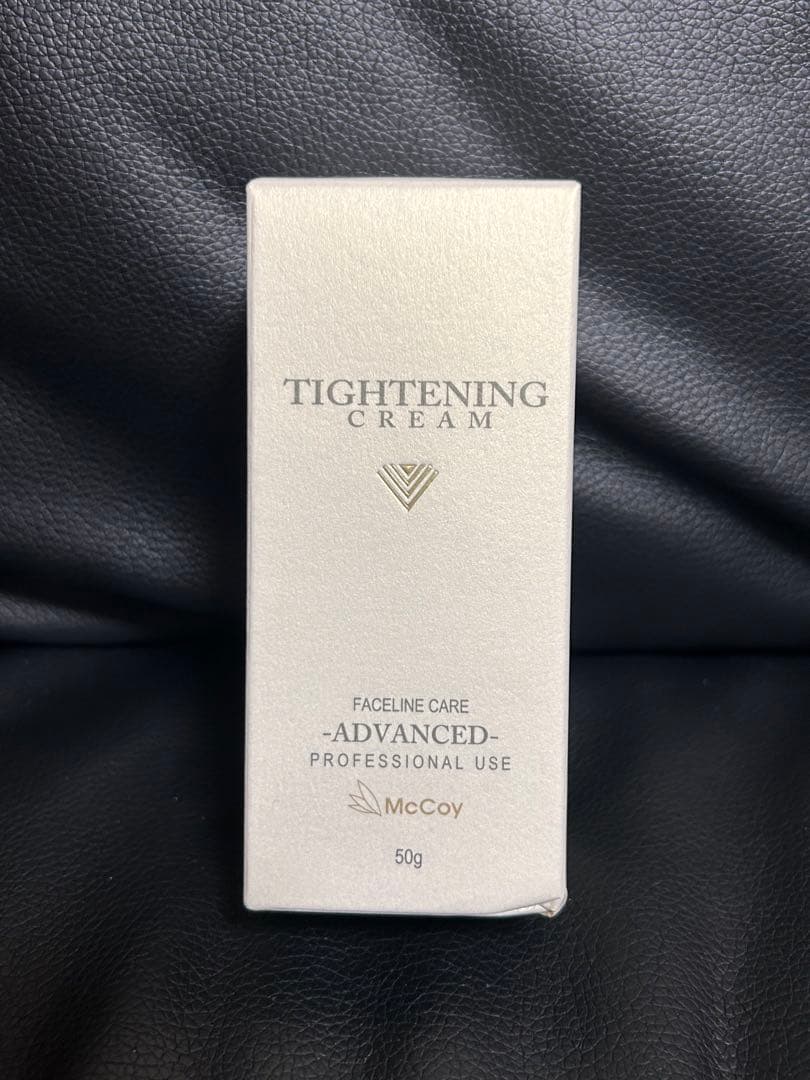 TIGHTENING
CREAM
FACELINE CARE
-ADVANCED-
PROFESSIONAL USE
McCoy
50g